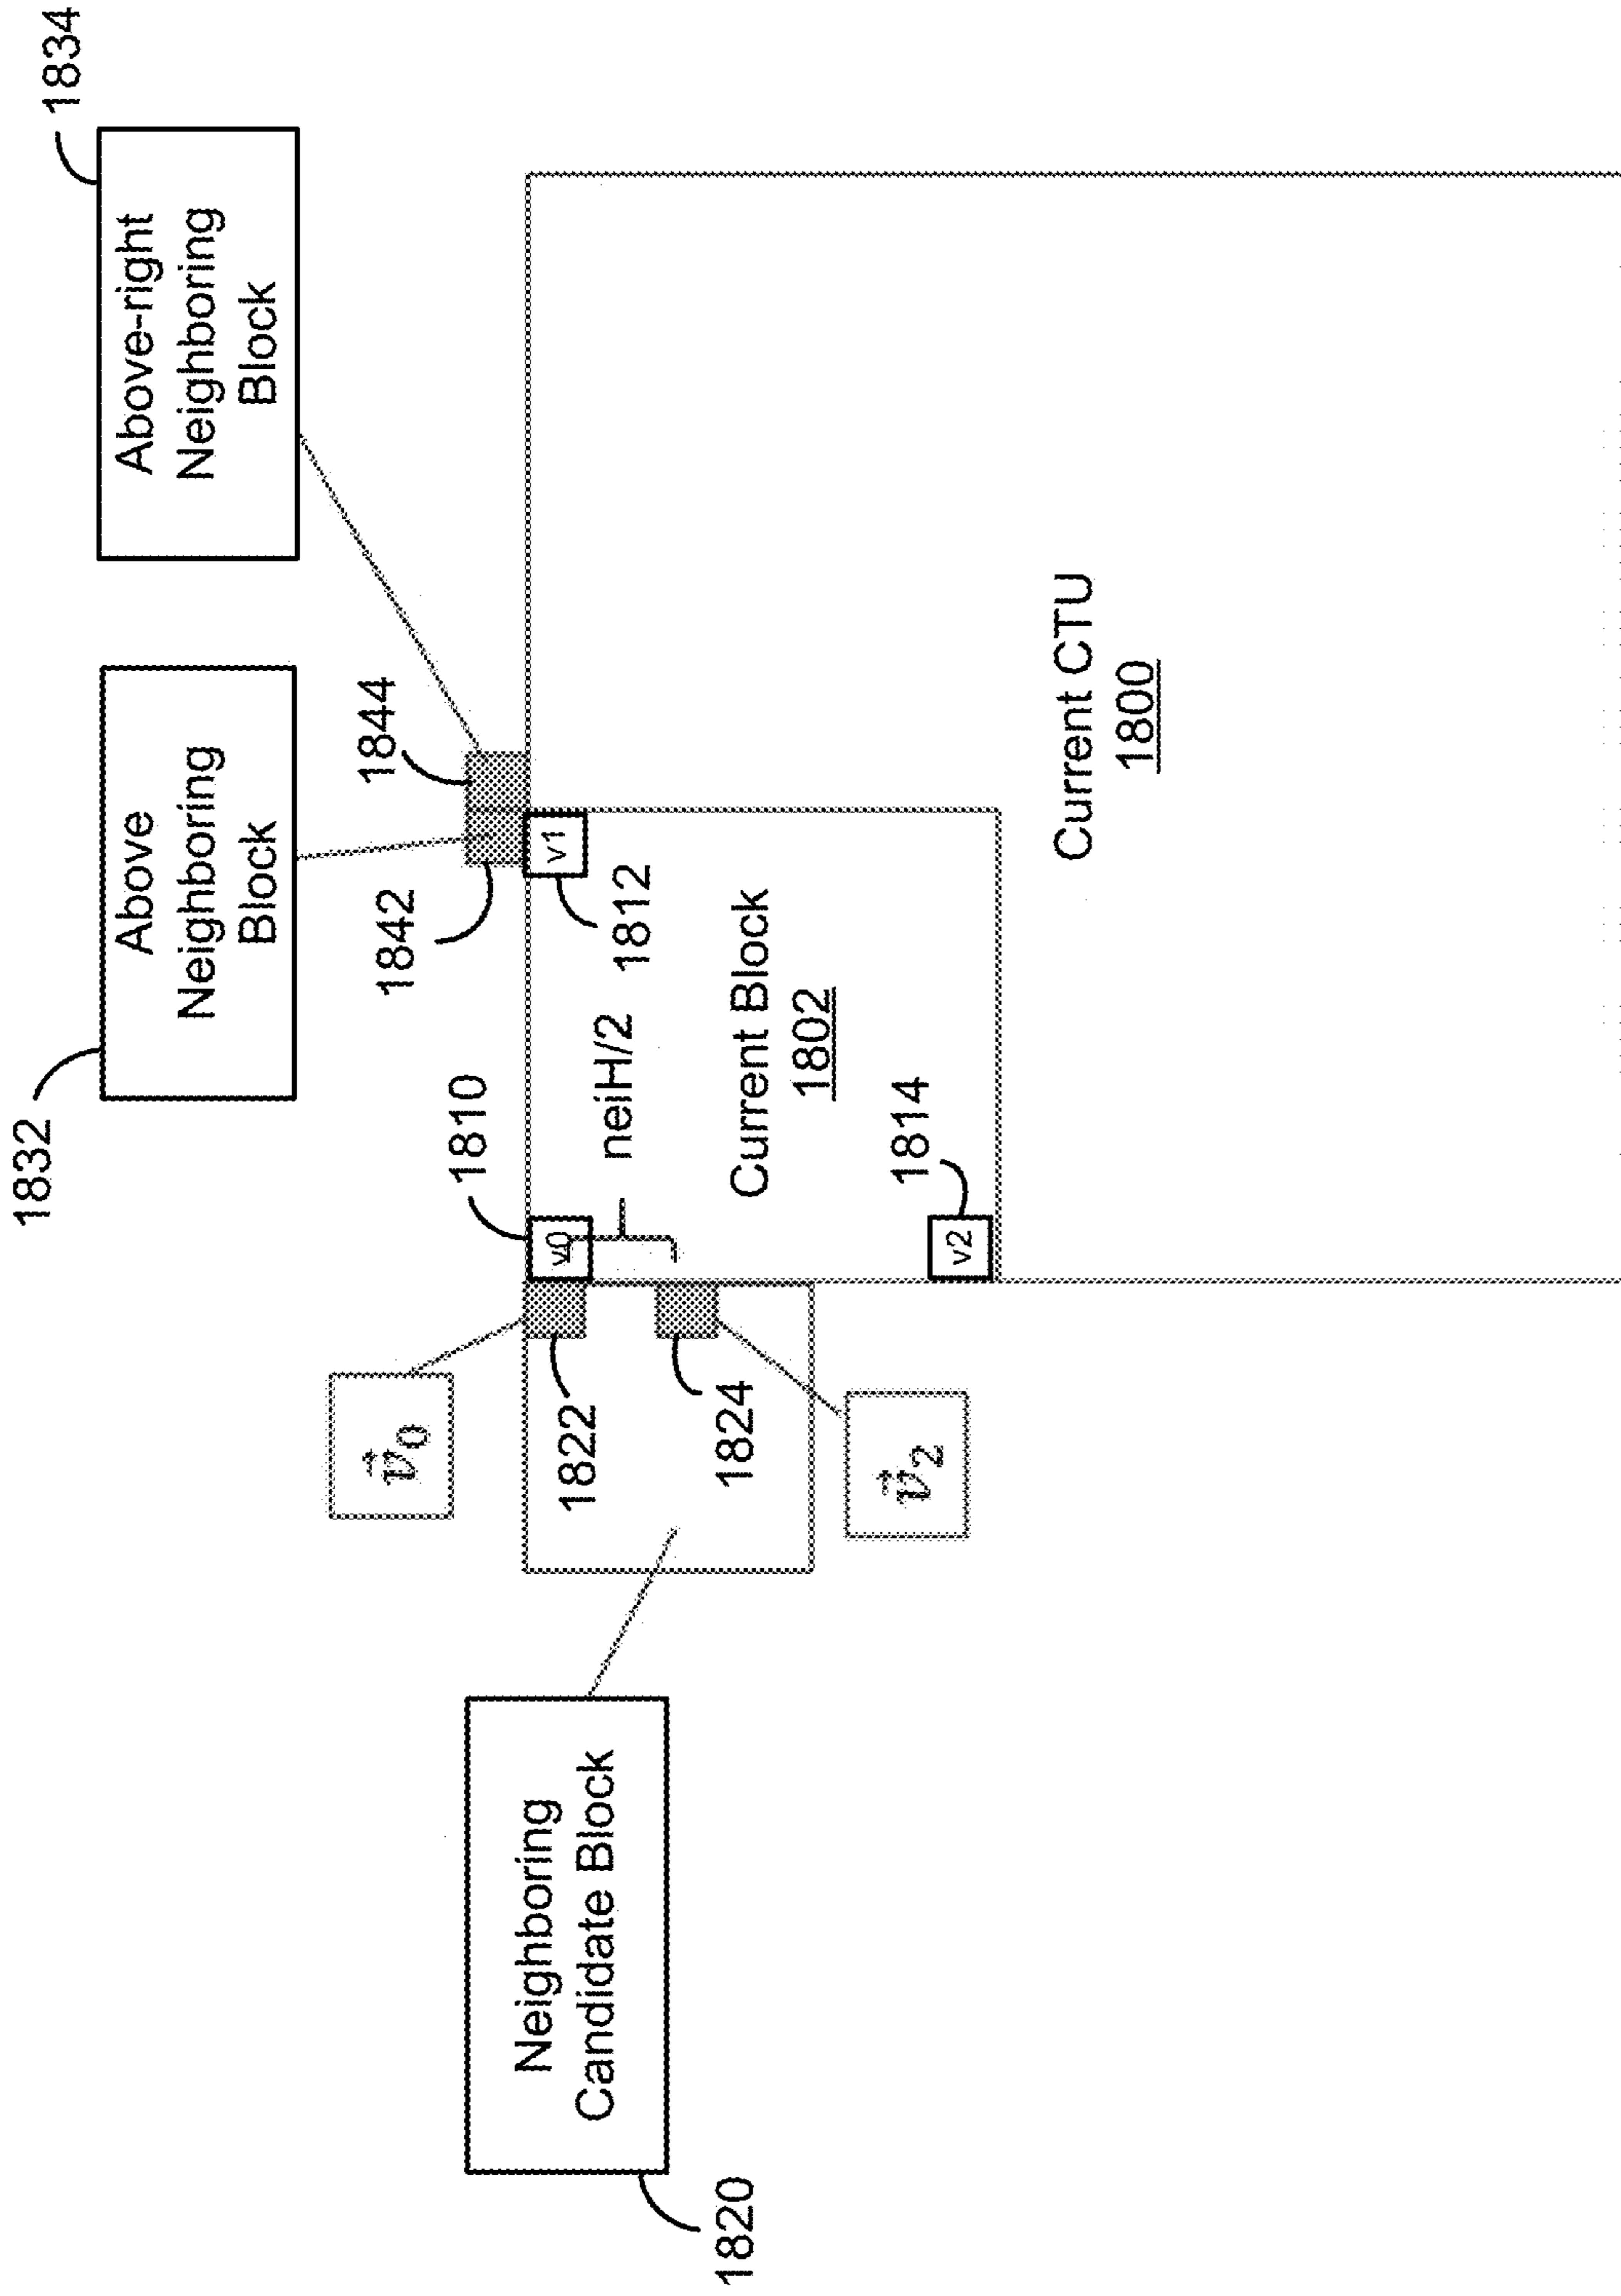 1832
Above
Neighboring
Block
1834
Above-right
Neighboring
Block
1842
1844
1820
Neighboring
Candidate Block
v⃗0
1822
1824
v⃗2
1810
v0
neiH/2
v1
1812
Current Block
1802
1814
v2
Current CTU
1800